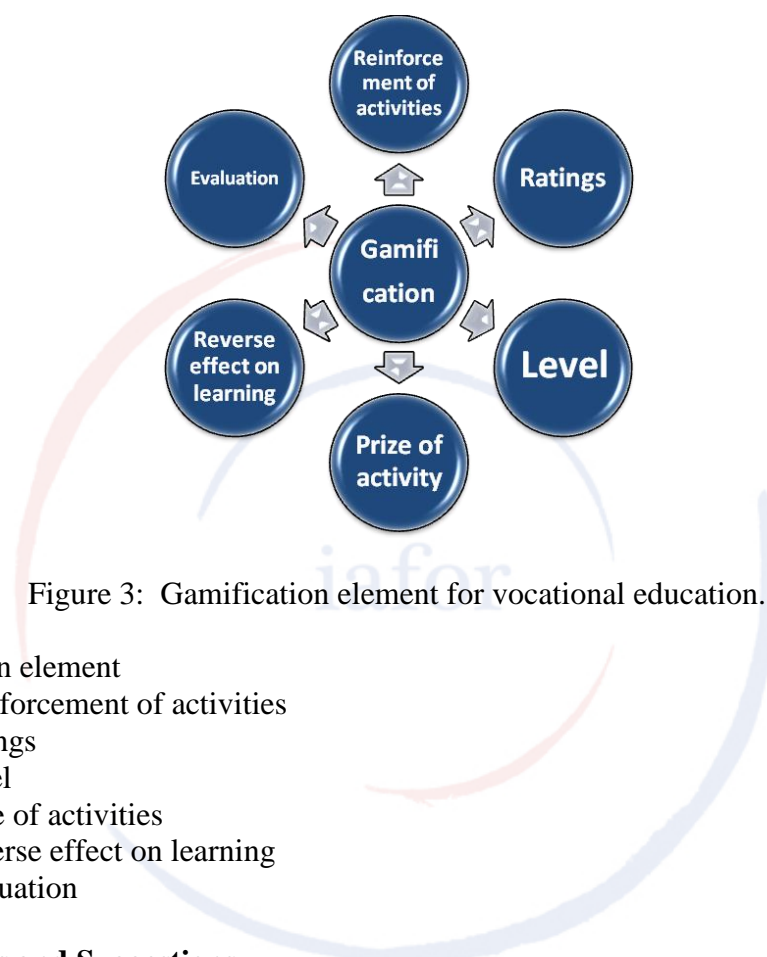 Reinforce
ment of
activities
Evaluation
Ratings
Gamifi
cation
Reverse
effect on
learning
Level
Prize of
activity
iafor
Figure 3: Gamification element for vocational education.
n element
forcement of activities
ngs
el
e of activities
erse effect on learning
uation